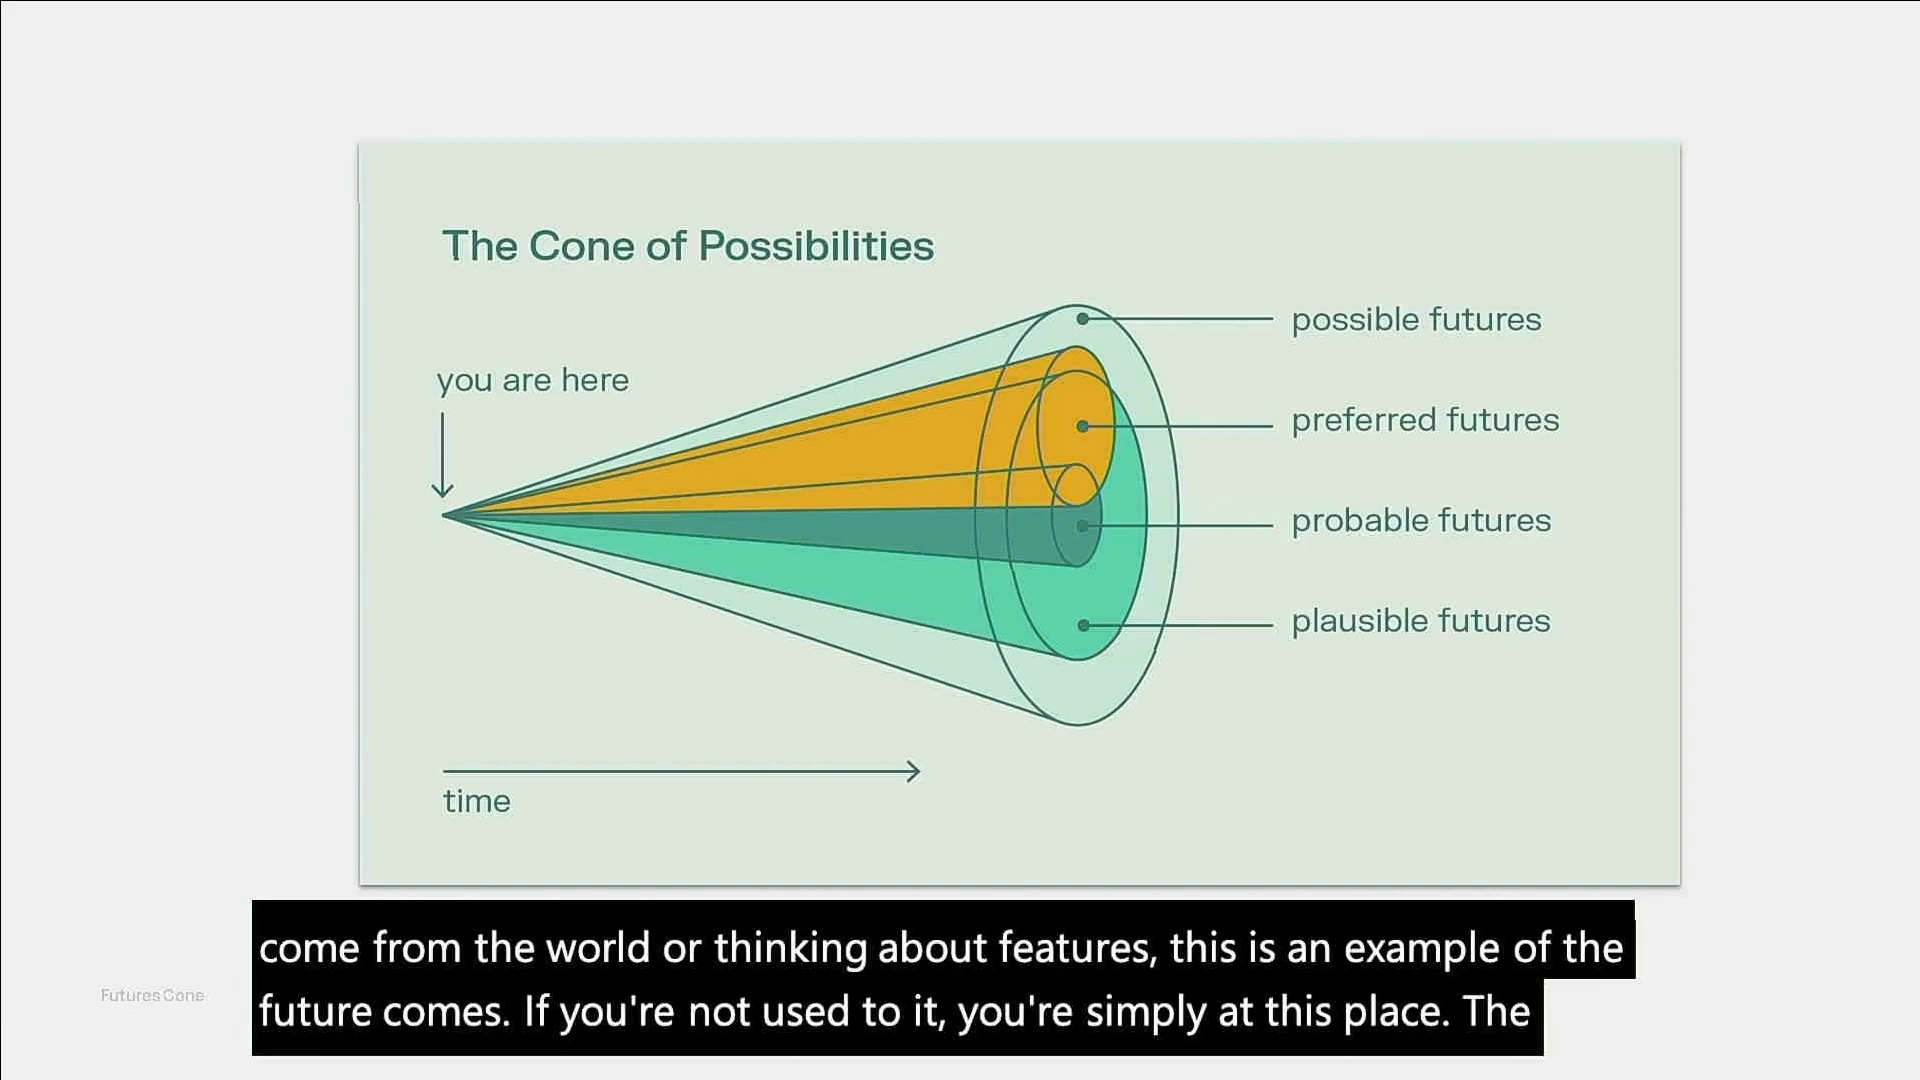 The Cone of Possibilities
you are here
possible futures
preferred futures
probable futures
plausible futures
time
Futures Cone
come from the world or thinking about features, this is an example of the
future comes. If you're not used to it, you're simply at this place. The